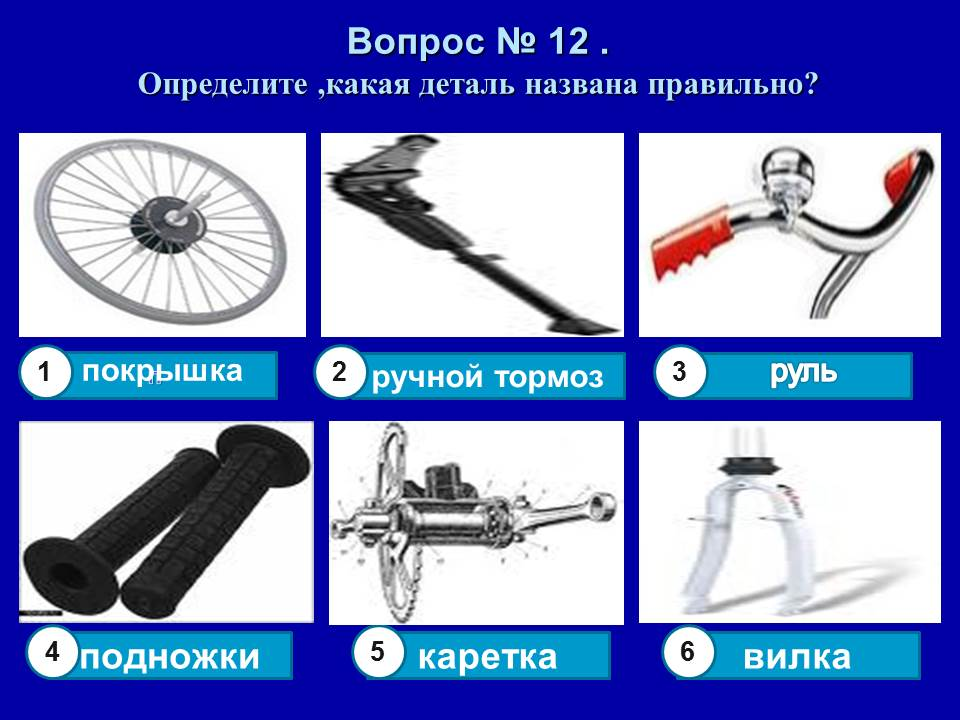 Вопрос № 12 .
Определите ,какая деталь названа правильно?
1 покрышка
2 ручной тормоз
3 руль
4 подножки
5 каретка
6 вилка